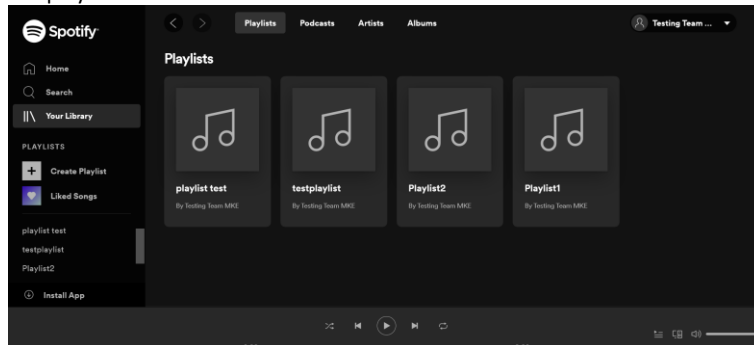 Spotify
Playlists Podcasts Artists Albums
Testing Team ...
Home
Search
Your Library
PLAYLISTS
Create Playlist
Liked Songs
playlist test
testplaylist
Playlist2
Install App
Playlists
playlist test
By Testing Team MKE
testplaylist
By Testing Team MKE
Playlist2
By Testing Team MKE
Playlist1
By Testing Team MKE